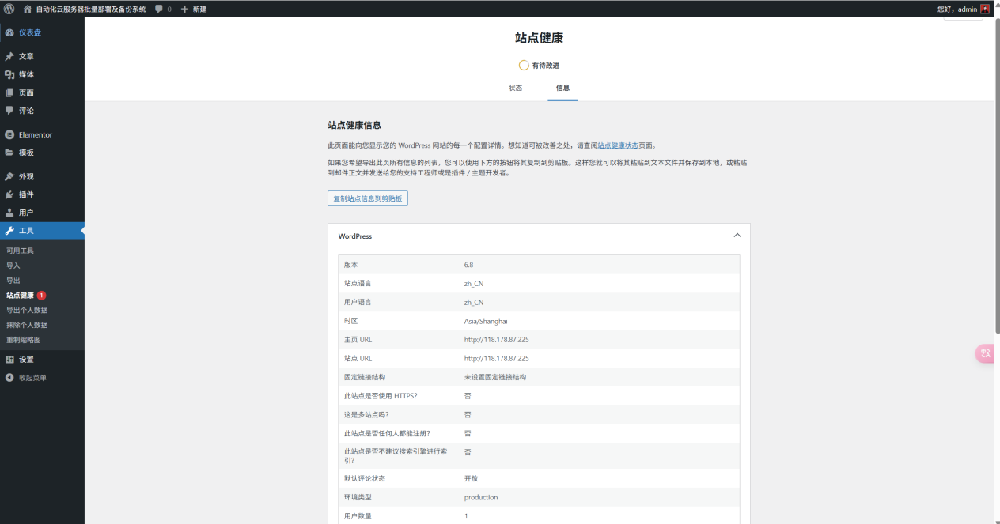 自动化云服务器批量部署及备份系统 0 新建 您好，admin
仪表盘
文章
媒体
页面
评论
Elementor
模板
外观
插件
用户
工具
可用工具
导入
导出
站点健康 1
导出个人数据
抹除个人数据
重制缩略图
设置
收起菜单
站点健康
有待改进
状态 信息
站点健康信息
此页面能向您显示您的 WordPress 网站的每一个配置详情。想知道可被改善之处，请查阅站点健康状态页面。
如果您希望导出此页所有信息的列表，您可以使用下方的按钮将其复制到剪贴板。这样您就可以将其粘贴到文本文件并保存到本地，或粘贴
到邮件正文并发送给您的支持工程师或是插件 / 主题开发者。
复制站点信息到剪贴板
WordPress
版本 6.8
站点语言 zh_CN
用户语言 zh_CN
时区 Asia/Shanghai
主页 URL http://118.178.87.225
站点 URL http://118.178.87.225
固定链接结构 未设置固定链接结构
此站点是否使用 HTTPS? 否
这是多站点吗? 否
此站点是否任何人都能注册? 否
此站点是否不建议搜索引擎进行索
引? 否
默认评论状态 开放
环境类型 production
用户数量 1